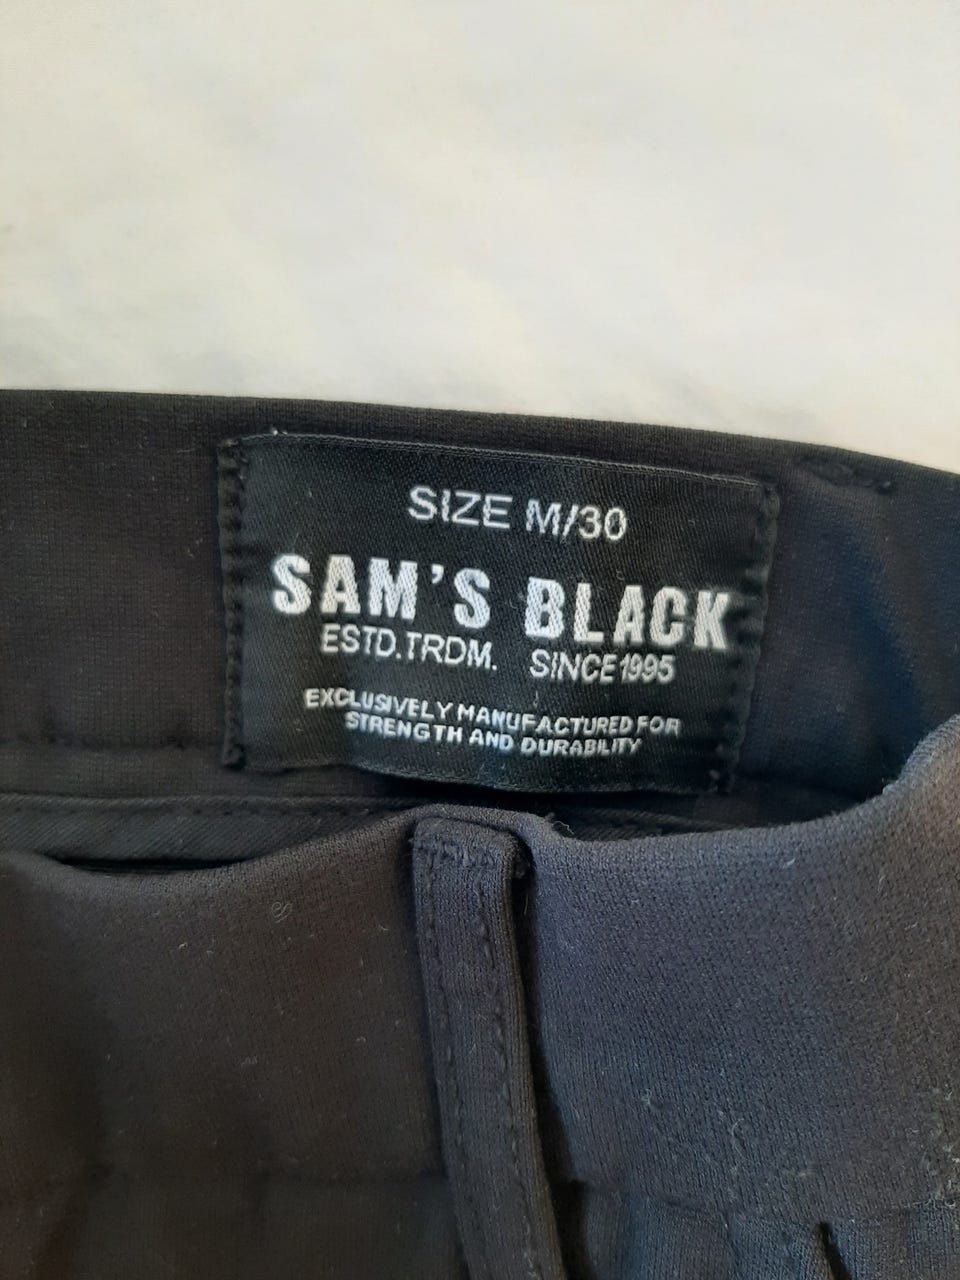 SIZE M/30
SAM'S BLACK
ESTD.TRDM. SINCE 1995
EXCLUSIVELY MANUFACTURED FOR
STRENGTH AND DURABILITY